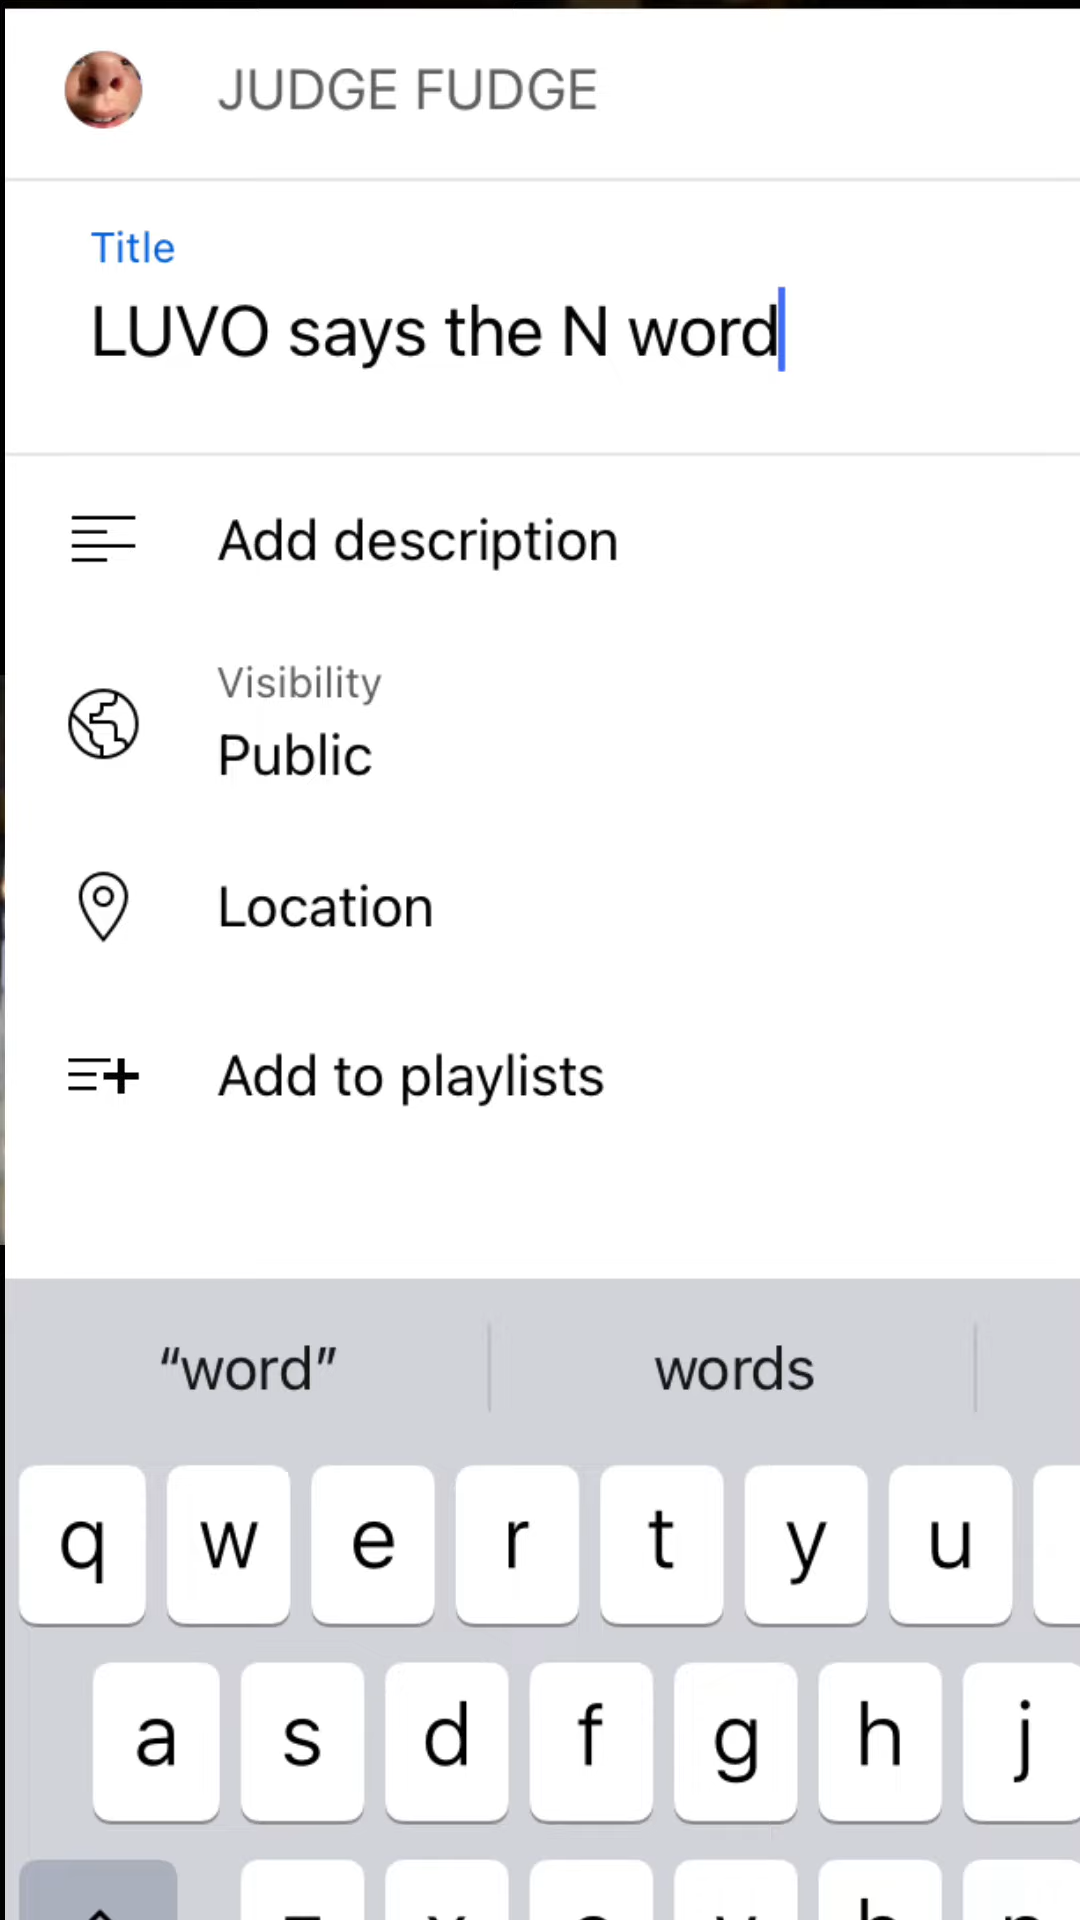 JUDGE FUDGE
Title
LUVO says the N word
Add description
Visibility
Public
Location
Add to playlists
“word” words
q w e r t y u
a s d f g h j